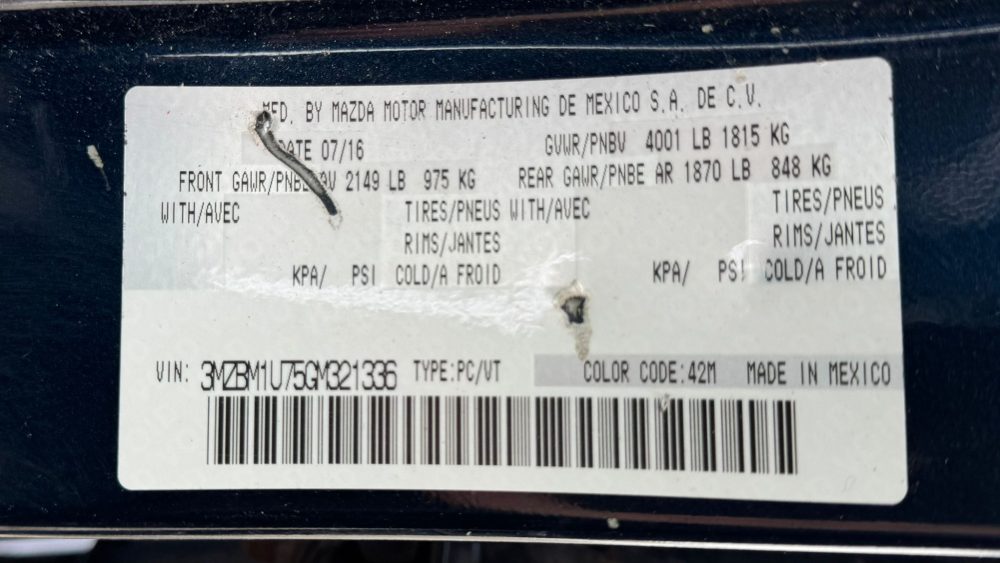 MFD. BY MAZDA MOTOR MANUFACTURING DE MEXICO S.A. DE C.V.
DATE 07/16 GVWR/PNBV 4001 LB 1815 KG
FRONT GAWR/PNBE AV 2149 LB 975 KG REAR GAWR/PNBE AR 1870 LB 848 KG
WITH/AVEC TIRES/PNEUS WITH/AVEC TIRES/PNEUS
RIMS/JANTES RIMS/JANTES
KPA/ PSI COLD/A FROID KPA/ PSI COLD/A FROID
VIN: 3MZBM1U75GM321336 TYPE:PC/VT COLOR CODE:42M MADE IN MEXICO